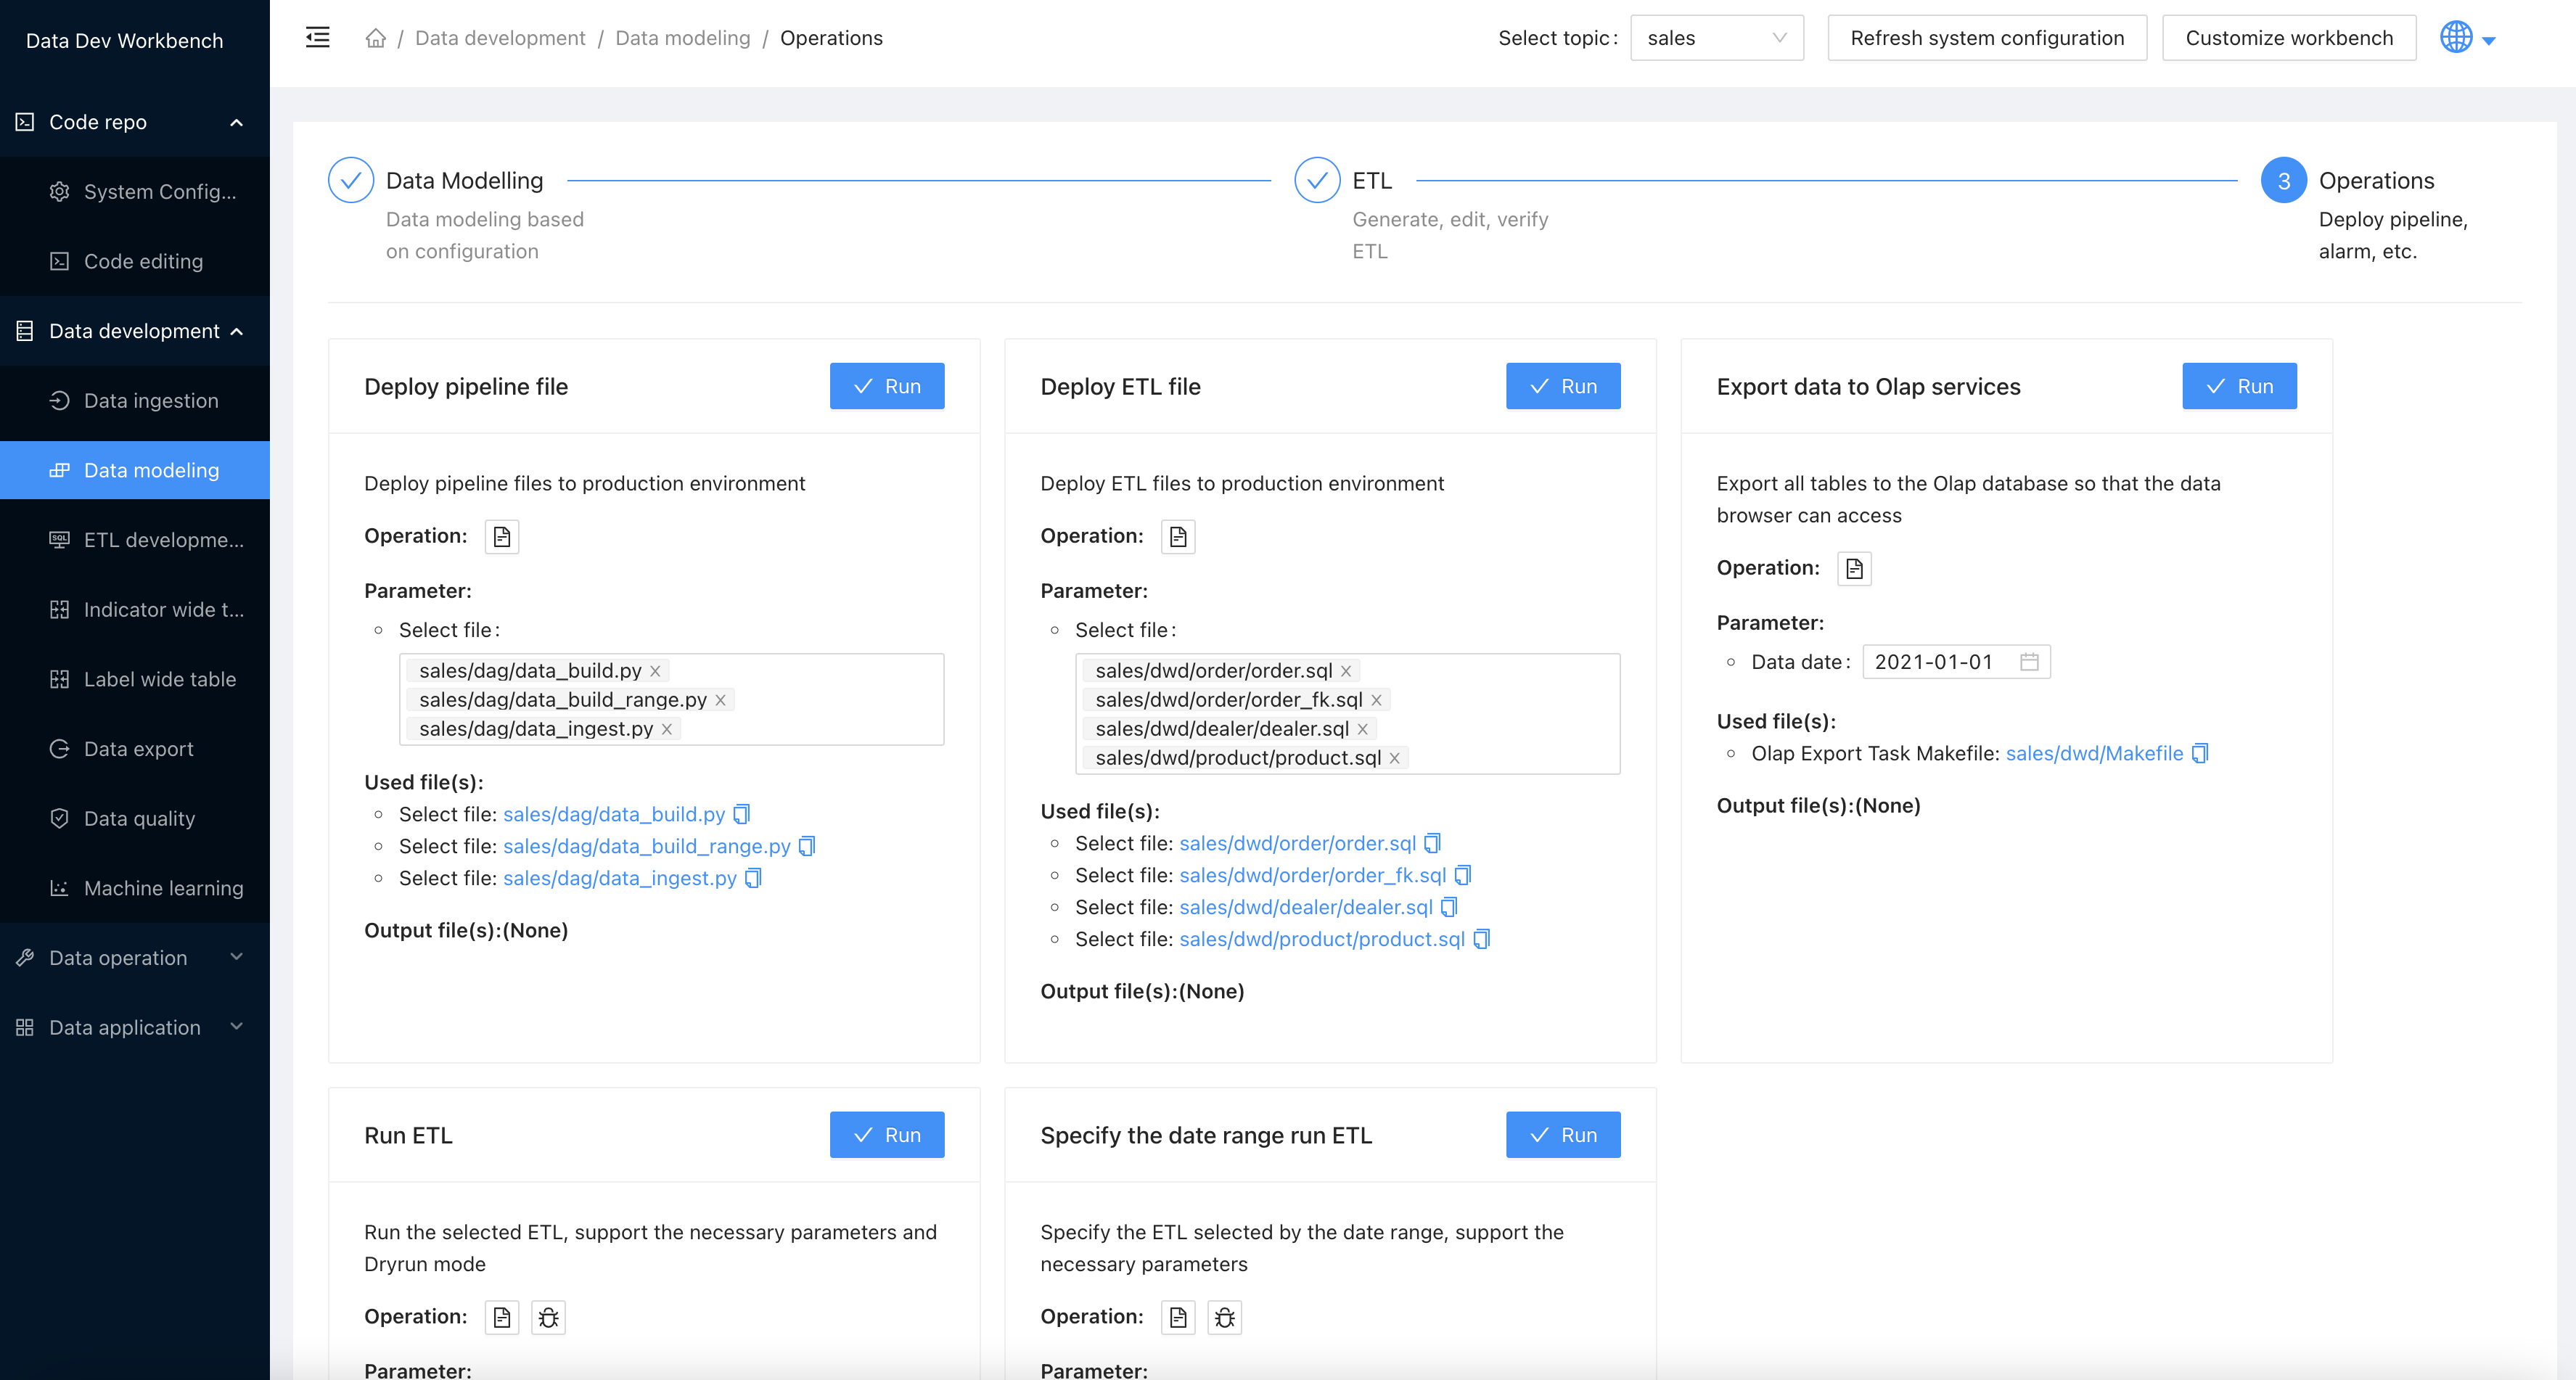 Data Dev Workbench
Code repo
System Config...
Code editing
Data development
Data ingestion
Data modeling
ETL developme...
Indicator wide t...
Label wide table
Data export
Data quality
Machine learning
Data operation
Data application
/ Data development / Data modeling / Operations
Select topic: sales
Refresh system configuration
Customize workbench
Data Modelling
Data modeling based
on configuration
ETL
Generate, edit, verify
ETL
3 Operations
Deploy pipeline,
alarm, etc.
Deploy pipeline file
Run
Deploy pipeline files to production environment
Operation:
Parameter:
Select file:
sales/dag/data_build.py
sales/dag/data_build_range.py
sales/dag/data_ingest.py
Used file(s):
Select file: sales/dag/data_build.py
Select file: sales/dag/data_build_range.py
Select file: sales/dag/data_ingest.py
Output file(s):(None)
Deploy ETL file
Run
Deploy ETL files to production environment
Operation:
Parameter:
Select file:
sales/dwd/order/order.sql
sales/dwd/order/order_fk.sql
sales/dwd/dealer/dealer.sql
sales/dwd/product/product.sql
Used file(s):
Select file: sales/dwd/order/order.sql
Select file: sales/dwd/order/order_fk.sql
Select file: sales/dwd/dealer/dealer.sql
Select file: sales/dwd/product/product.sql
Output file(s):(None)
Export data to Olap services
Run
Export all tables to the Olap database so that the data
browser can access
Operation:
Parameter:
Data date: 2021-01-01
Used file(s):
Olap Export Task Makefile: sales/dwd/Makefile
Output file(s):(None)
Run ETL
Run
Run the selected ETL, support the necessary parameters and
Dryrun mode
Operation:
Parameter:
Specify the date range run ETL
Run
Specify the ETL selected by the date range, support the
necessary parameters
Operation:
Parameter: